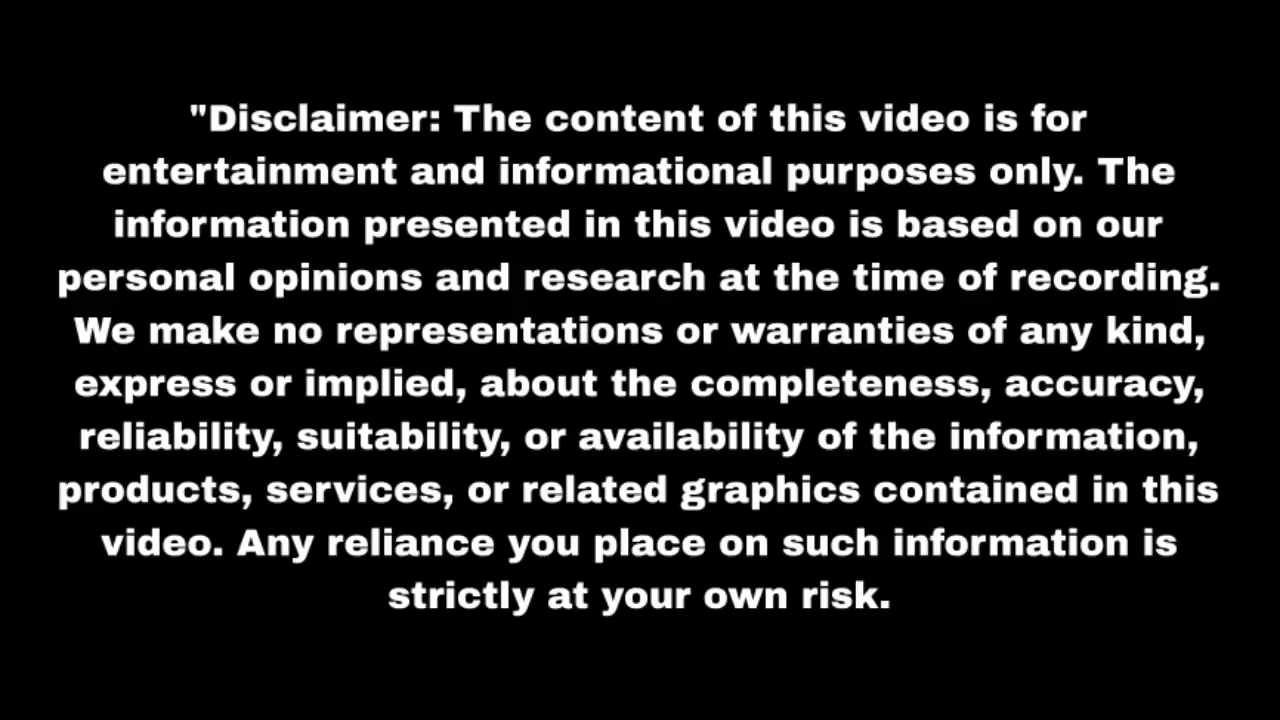 "Disclaimer: The content of this video is for
entertainment and informational purposes only. The
information presented in this video is based on our
personal opinions and research at the time of recording.
We make no representations or warranties of any kind,
express or implied, about the completeness, accuracy,
reliability, suitability, or availability of the information,
products, services, or related graphics contained in this
video. Any reliance you place on such information is
strictly at your own risk.